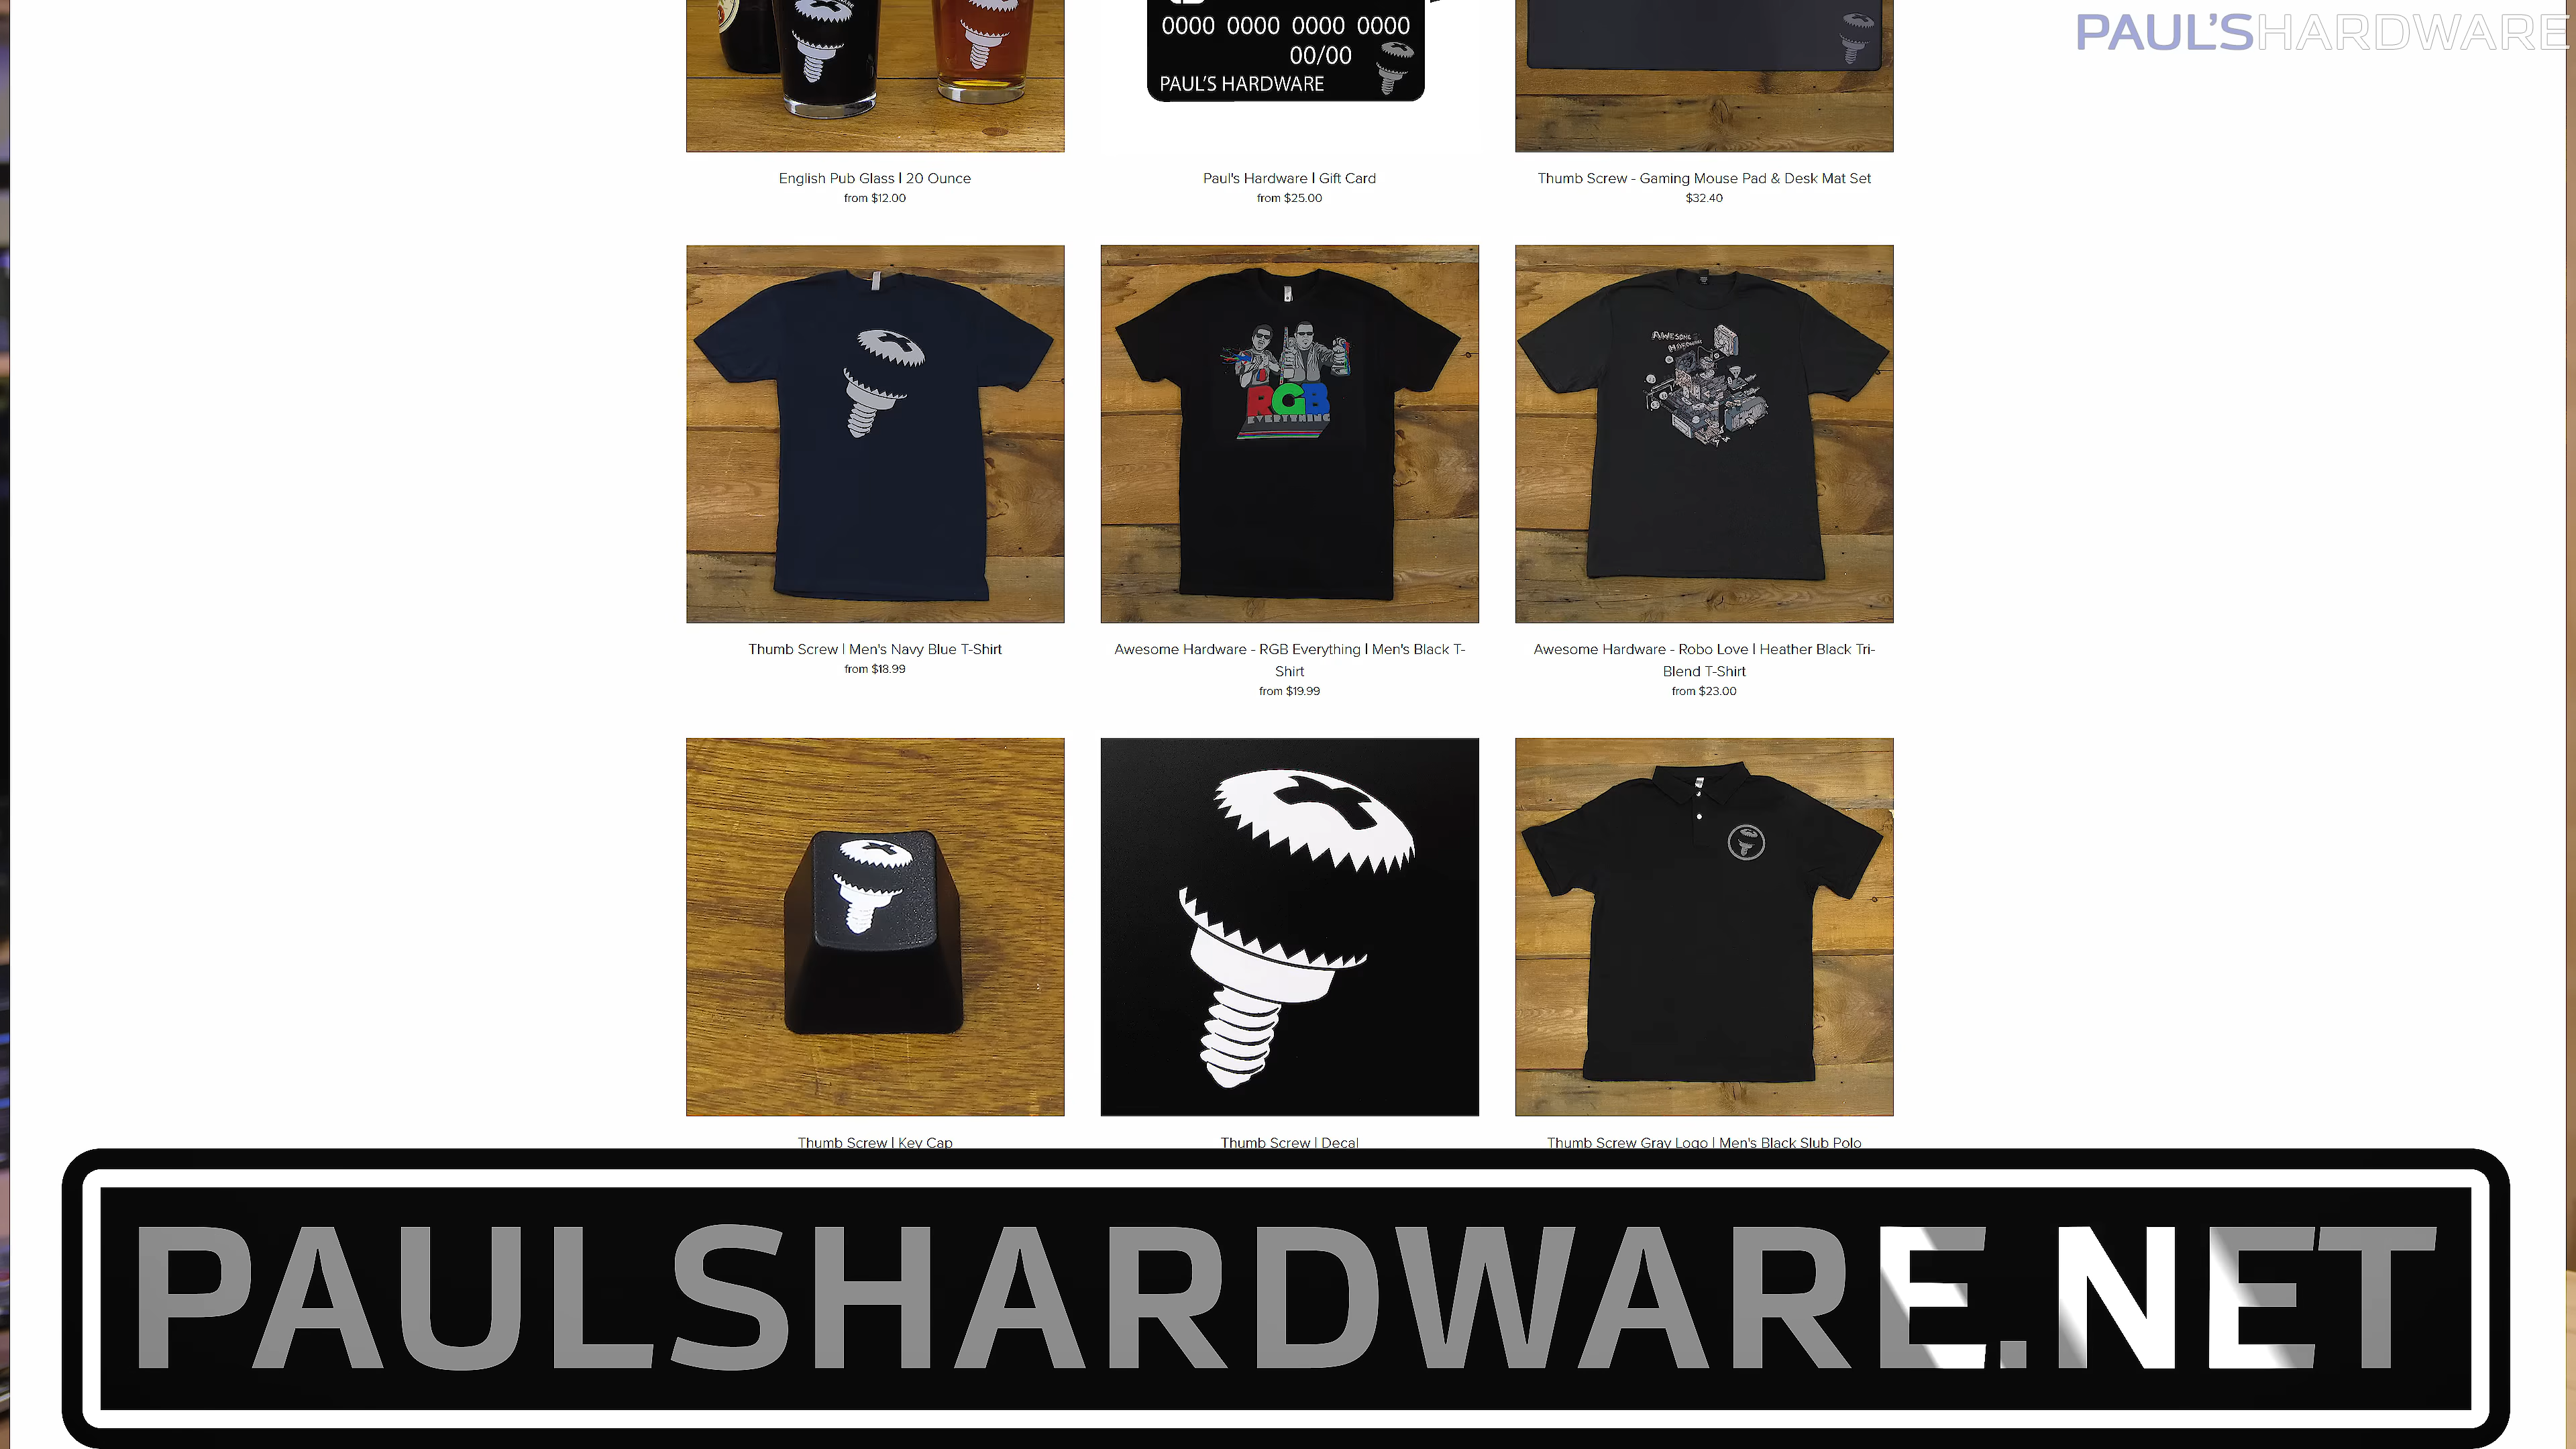 PAUL'SHARDWARE
0000 0000 0000 0000
00/00
PAUL'S HARDWARE
English Pub Glass | 20 Ounce
from $12.00
Paul's Hardware | Gift Card
from $25.00
Thumb Screw - Gaming Mouse Pad & Desk Mat Set
$32.40
AWESOME
HARDWARE
RGB
EVERYTHING
Thumb Screw | Men's Navy Blue T-Shirt
from $18.99
Awesome Hardware - RGB Everything | Men's Black T-
Shirt
from $19.99
Awesome Hardware - Robo Love | Heather Black Tri-
Blend T-Shirt
from $23.00
Thumb Screw | Key Cap
Thumb Screw | Decal
Thumb Screw Gray Logo | Men's Black Slub Polo
PAULSHARDWARE.NET